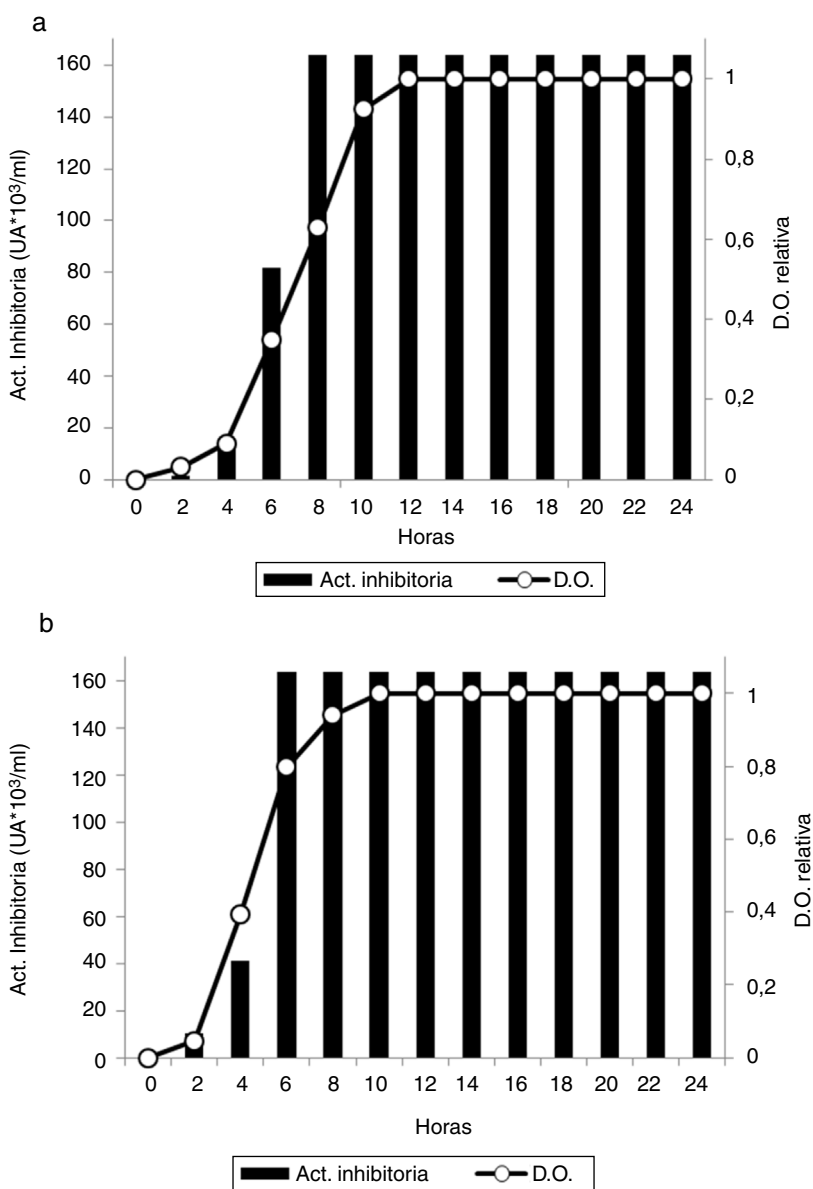 a
Act. Inhibitoria (UA*10³/ml)
160
140
120
100
80
60
40
20
0
1
0,8
0,6
0,4
0,2
0
D.O. relativa
0 2 4 6 8 10 12 14 16 18 20 22 24
Horas
Act. inhibitoria D.O.
b
Act. Inhibitoria (UA*10³/ml)
160
140
120
100
80
60
40
20
0
1
0,8
0,6
0,4
0,2
0
D.O. relativa
0 2 4 6 8 10 12 14 16 18 20 22 24
Horas
Act. inhibitoria D.O.